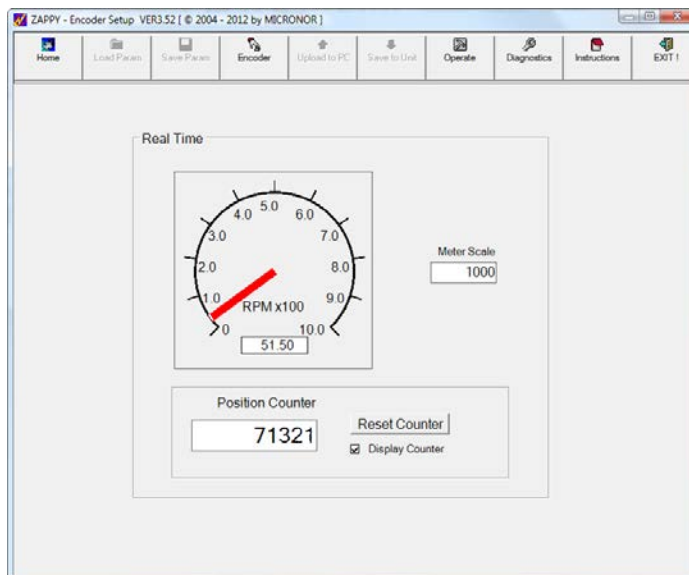 ZAPPY - Encoder Setup VER3.52 [ © 2004 - 2012 by MICRONOR ]
Home Load Param Save Param Encoder Upload to PC Save to Unit Operate Diagnostics Instructions EXIT !
Real Time
5.0
4.0 6.0
3.0 7.0
2.0 8.0
1.0 9.0
RPM x100
0 10.0
51.50
Meter Scale
1000
Position Counter
71321
Reset Counter
Display Counter